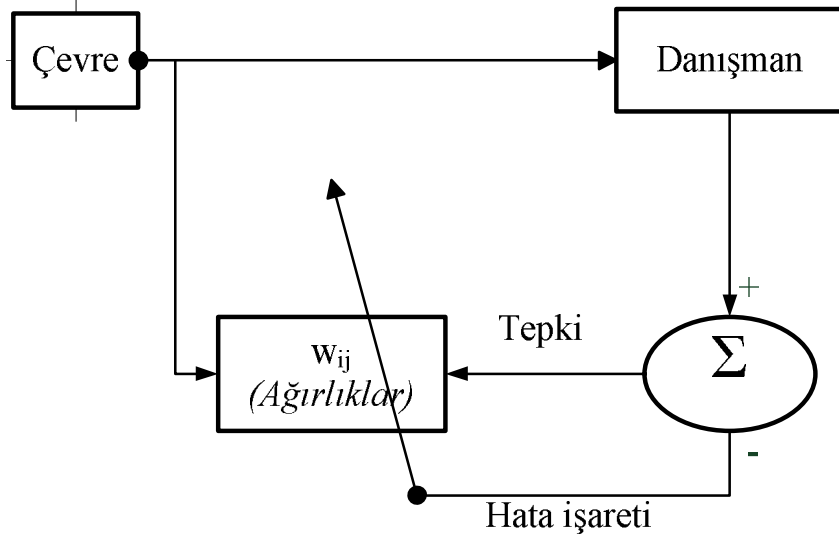 Çevre
Danışman
+
Tepki
Σ
wij
(Ağırlıklar)
-
Hata işareti